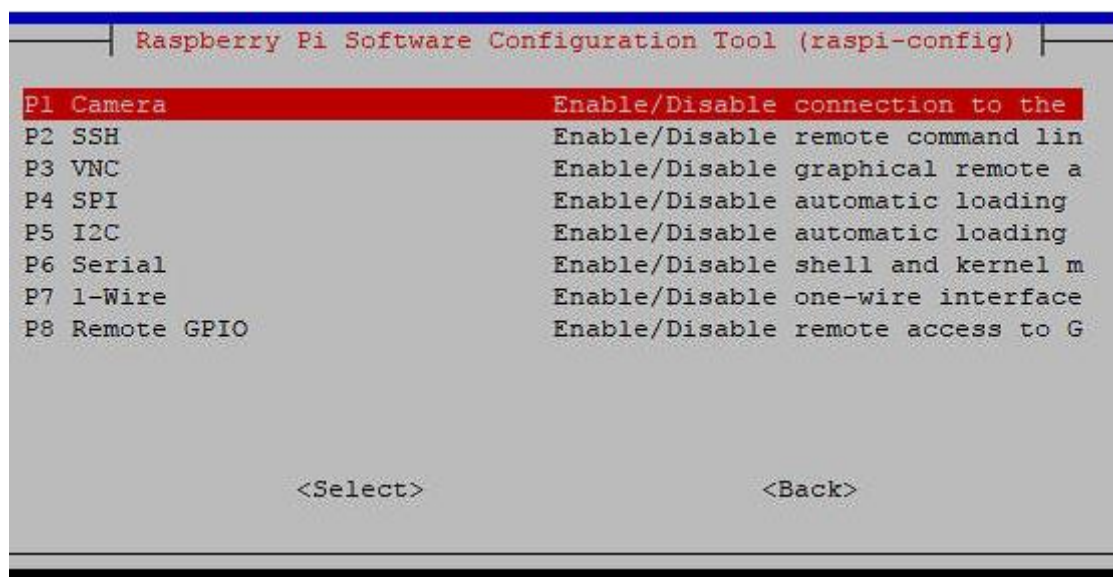 Raspberry Pi Software Configuration Tool (raspi-config)
P1 Camera Enable/Disable connection to the
P2 SSH Enable/Disable remote command lin
P3 VNC Enable/Disable graphical remote a
P4 SPI Enable/Disable automatic loading
P5 I2C Enable/Disable automatic loading
P6 Serial Enable/Disable shell and kernel m
P7 1-Wire Enable/Disable one-wire interface
P8 Remote GPIO Enable/Disable remote access to G
<Select> <Back>